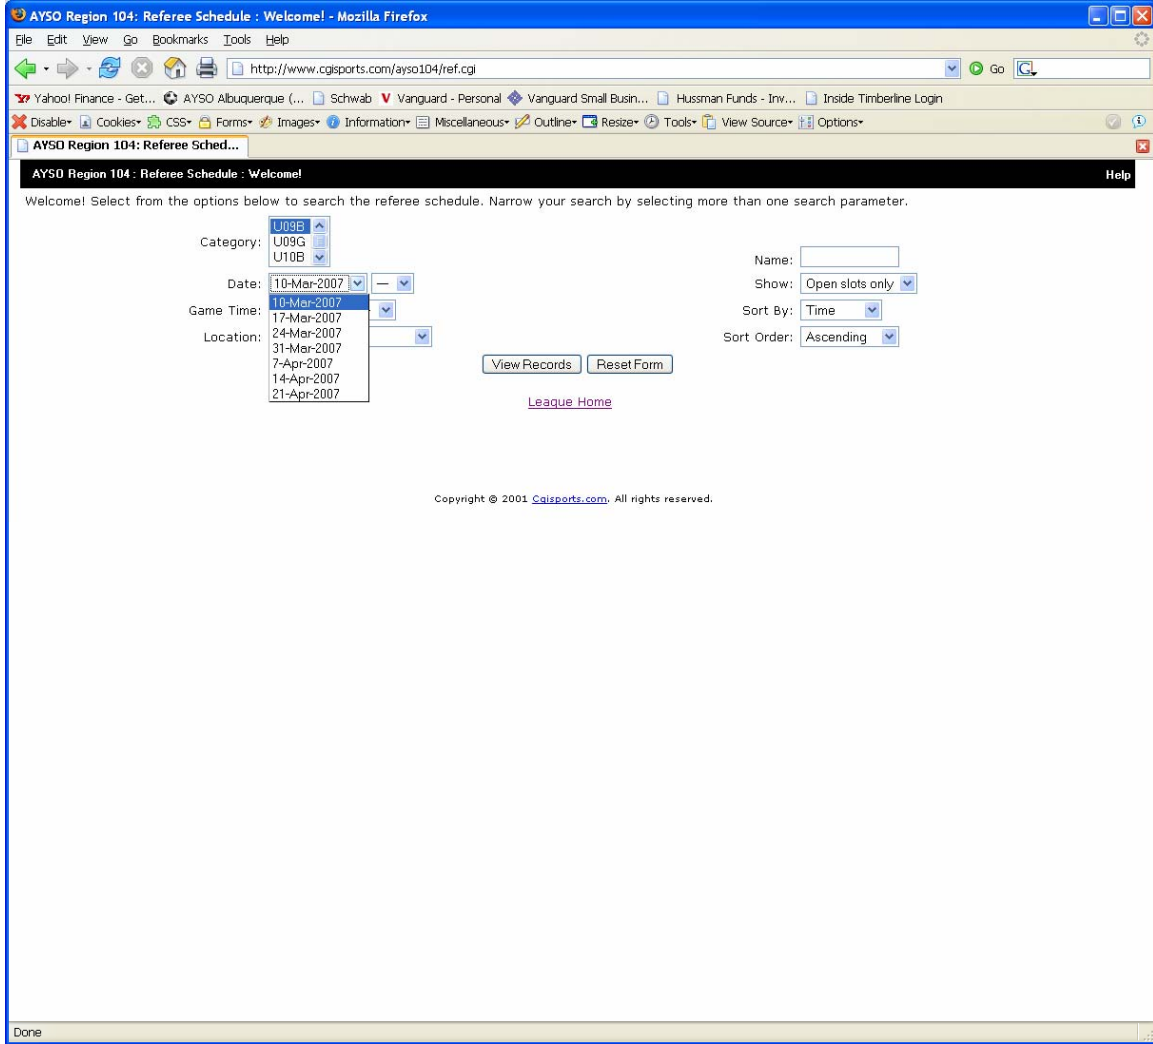 AYSO Region 104: Referee Schedule : Welcome! - Mozilla Firefox
File Edit View Go Bookmarks Tools Help
http://www.cgisports.com/ayso104/ref.cgi Go G
Yahoo! Finance - Get... AYSO Albuquerque (... Schwab Vanguard - Personal Vanguard Small Busin... Hussman Funds - Inv... Inside Timberline Login
Disable Cookies CSS Forms Images Information Miscellaneous Outline Resize Tools View Source Options
AYSO Region 104: Referee Sched...
AYSO Region 104 : Referee Schedule : Welcome! Help
Welcome! Select from the options below to search the referee schedule. Narrow your search by selecting more than one search parameter.
Category: U09B
U09G
U10B
Name:
Date: 10-Mar-2007 — Show: Open slots only
Game Time: Sort By: Time
Location: Sort Order: Ascending
10-Mar-2007
17-Mar-2007
24-Mar-2007
31-Mar-2007
7-Apr-2007
14-Apr-2007
21-Apr-2007
View Records Reset Form
League Home
Copyright © 2001 Cgisports.com. All rights reserved.
Done